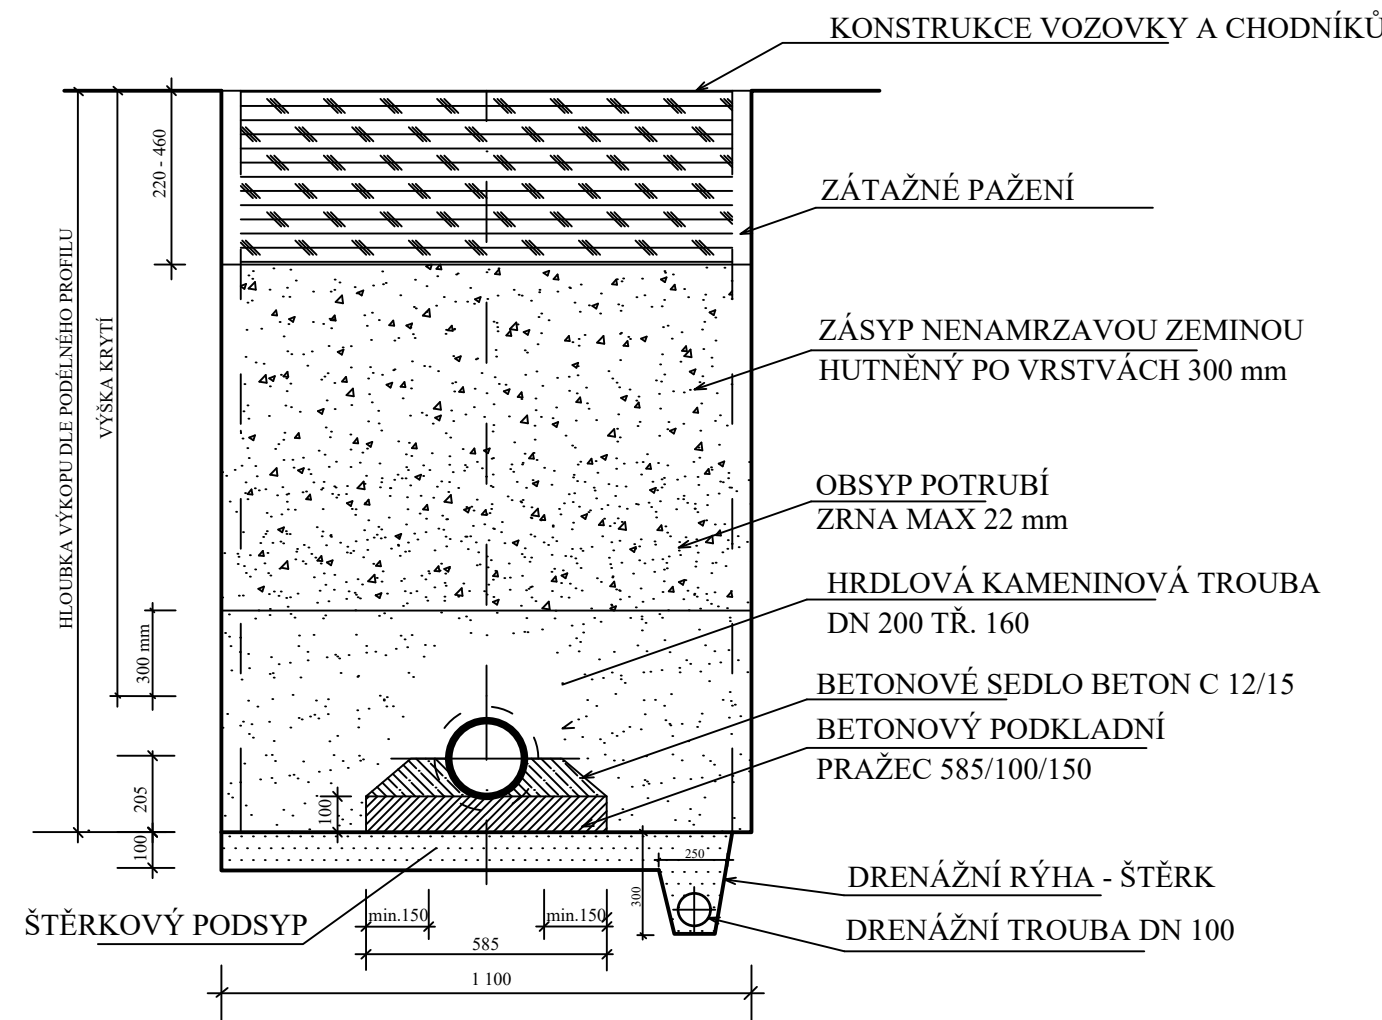 KONSTRUKCE VOZOVKY A CHODNÍKŮ
ZÁTAŽNÉ PAŽENÍ
ZÁSYP NENAMRZAVOU ZEMINOU
HUTNĚNÝ PO VRSTVÁCH 300 mm
OBSYP POTRUBÍ
ZRNA MAX 22 mm
HRDLOVÁ KAMENINOVÁ TROUBA
DN 200 TŘ. 160
BETONOVÉ SEDLO BETON C 12/15
BETONOVÝ PODKLADNÍ
PRAŽEC 585/100/150
DRENÁŽNÍ RÝHA - ŠTĚRK
DRENÁŽNÍ TROUBA DN 100
ŠTĚRKOVÝ PODSYP
HLOUBKA VÝKOPU DLE PODÉLNÉHO PROFILU
VÝŠKA KRYTÍ
220 - 460
300 mm
205
100
100
250
300
min.150
min.150
585
1 100